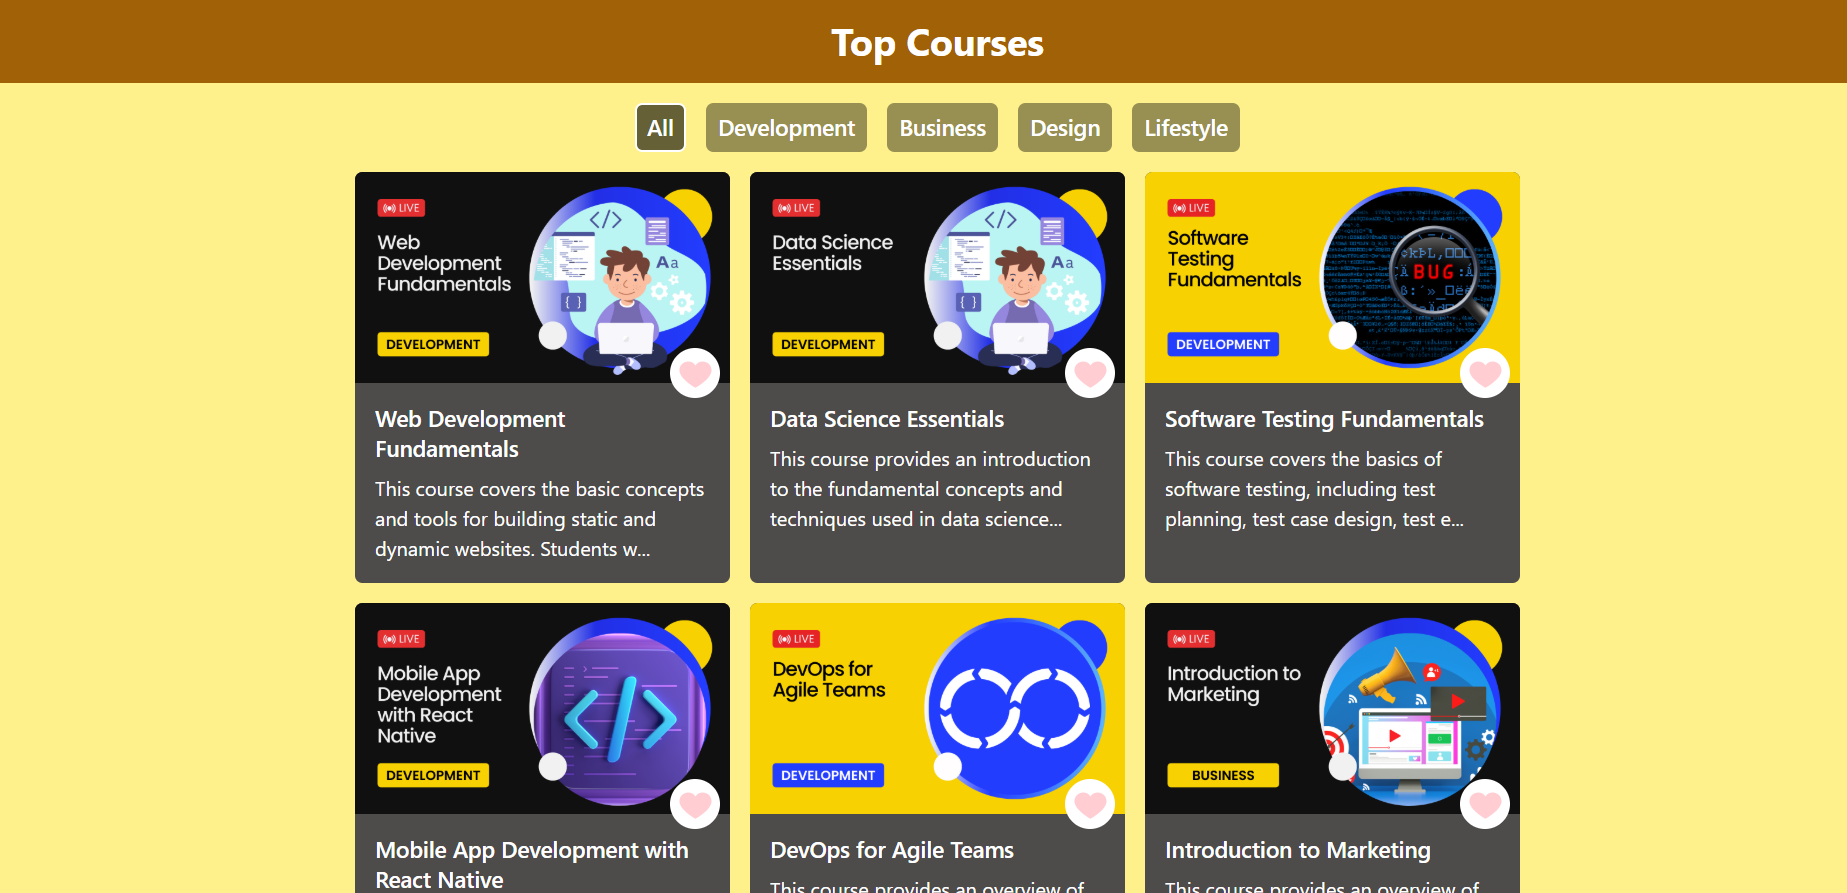 Top Courses
All Development Business Design Lifestyle
LIVE
Web
Development
Fundamentals
DEVELOPMENT
Aa
Web Development
Fundamentals
This course covers the basic concepts
and tools for building static and
dynamic websites. Students w...
LIVE
Data Science
Essentials
DEVELOPMENT
Aa
Data Science Essentials
This course provides an introduction
to the fundamental concepts and
techniques used in data science...
LIVE
Software
Testing
Fundamentals
DEVELOPMENT
BUG
Software Testing Fundamentals
This course covers the basics of
software testing, including test
planning, test case design, test e...
LIVE
Mobile App
Development
with React
Native
DEVELOPMENT
Mobile App Development with
React Native
LIVE
DevOps for
Agile Teams
DEVELOPMENT
DevOps for Agile Teams
This course provides an overview of
LIVE
Introduction to
Marketing
BUSINESS
Introduction to Marketing
This course provides an overview of